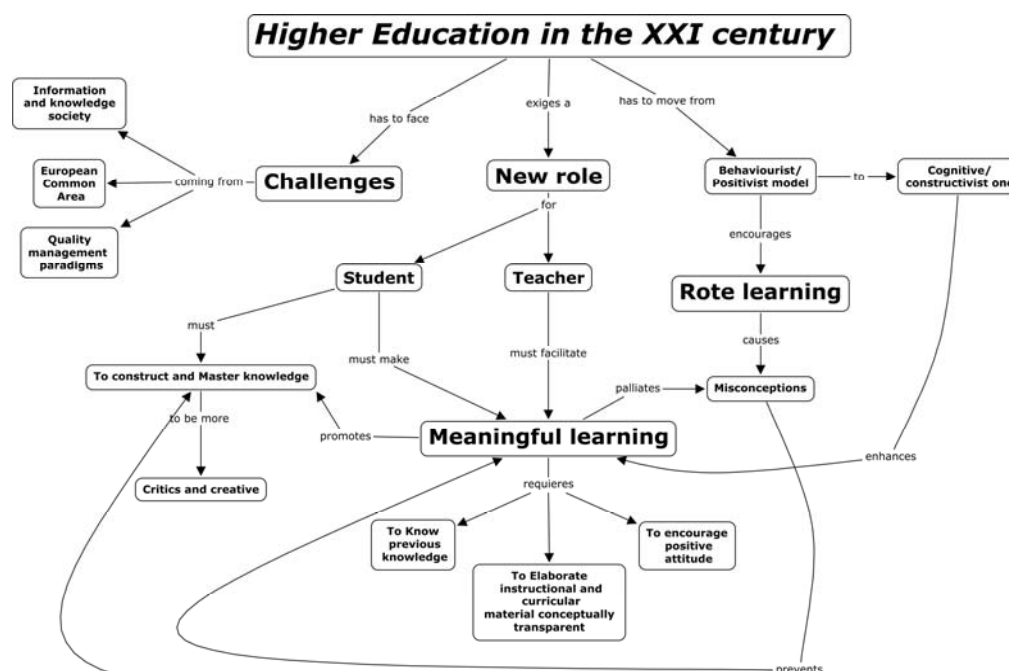 Higher Education in the XXI century
has to face
exiges a
has to move from
Information
and knowledge
society
European
Common
Area
Quality
management
paradigms
coming from
Challenges
New role
Behaviourist/
Positivist model
to
Cognitive/
constructivist one
for
encourages
Student
Teacher
Rote learning
must
must make
must facilitate
causes
To construct and Master knowledge
palliates
Misconceptions
to be more
promotes
Meaningful learning
enhances
Critics and creative
requieres
To Know
previous
knowledge
To Elaborate
instructional and
curricular
material conceptually
transparent
To encourage
positive
attitude
prevents